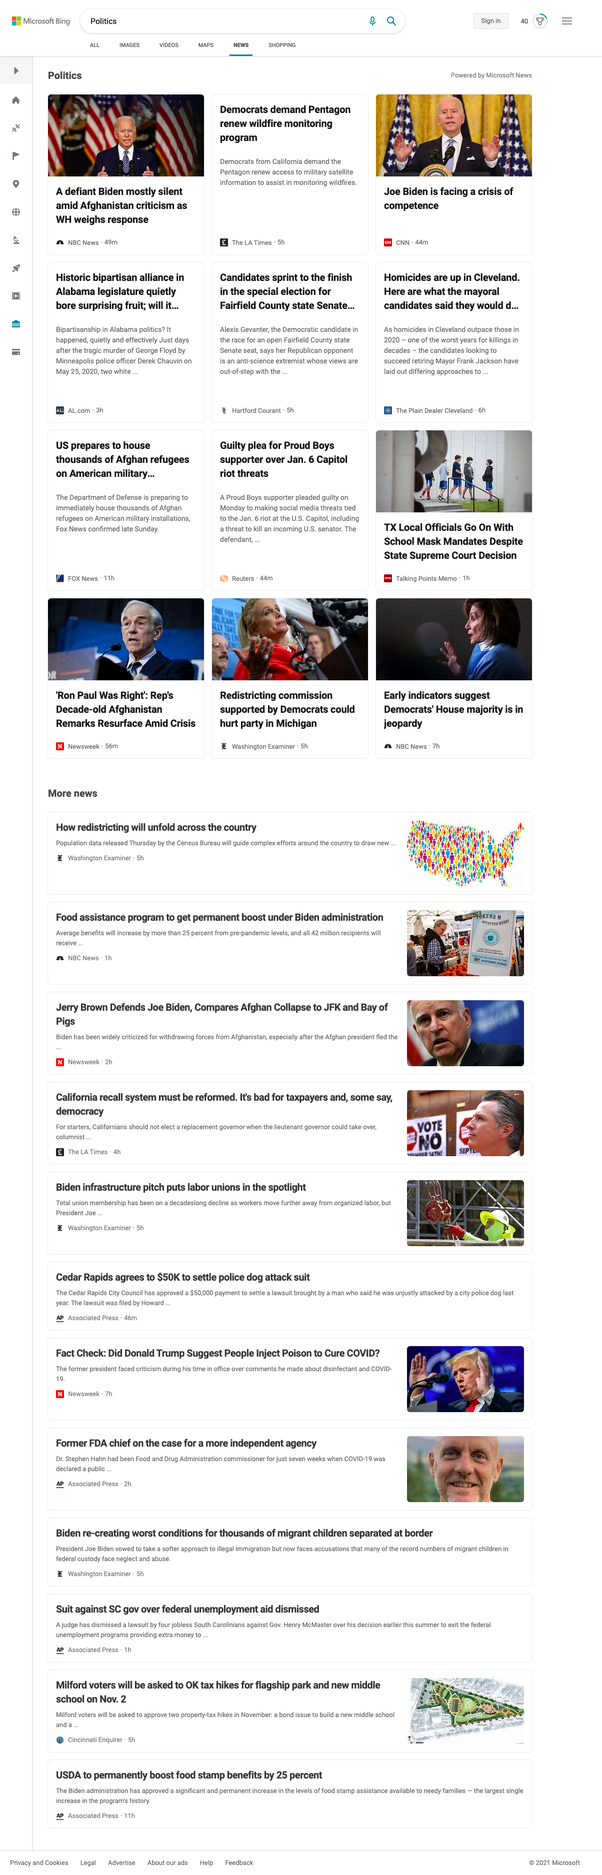 Microsoft Bing
Politics
Sign in
40
ALL IMAGES VIDEOS MAPS NEWS SHOPPING
Politics
Powered by Microsoft News
A defiant Biden mostly silent
amid Afghanistan criticism as
WH weighs response
NBC News · 49m
Democrats demand Pentagon
renew wildfire monitoring
program
Democrats from California demand the
Pentagon renew access to military satellite
information to assist in monitoring wildfires.
The LA Times · 5h
Joe Biden is facing a crisis of
competence
CNN · 44m
Historic bipartisan alliance in
Alabama legislature quietly
bore surprising fruit; will it...
Bipartisanship in Alabama politics? It
happened, quietly and effectively Just days
after the tragic murder of George Floyd by
Minneapolis police officer Derek Chauvin on
May 25, 2020, two white ...
AL.com · 3h
Candidates sprint to the finish
in the special election for
Fairfield County state Senate...
Alexis Gevanter, the Democratic candidate in
the race for an open Fairfield County state
Senate seat, says her Republican opponent
is an anti-science extremist whose views are
out-of-step with the ...
Hartford Courant · 5h
Homicides are up in Cleveland.
Here are what the mayoral
candidates said they would d...
As homicides in Cleveland outpace those in
2020 – one of the worst years for killings in
decades – the candidates looking to
succeed retiring Mayor Frank Jackson have
laid out differing approaches to ...
The Plain Dealer Cleveland · 6h
US prepares to house
thousands of Afghan refugees
on American military...
The Department of Defense is preparing to
immediately house thousands of Afghan
refugees on American military installations,
Fox News confirmed late Sunday.
FOX News · 11h
Guilty plea for Proud Boys
supporter over Jan. 6 Capitol
riot threats
A Proud Boys supporter pleaded guilty on
Monday to making social media threats tied
to the Jan. 6 riot at the U.S. Capitol, including
a threat to kill an incoming U.S. senator. The
defendant, ...
Reuters · 44m
TX Local Officials Go On With
School Mask Mandates Despite
State Supreme Court Decision
Talking Points Memo · 1h
'Ron Paul Was Right': Rep's
Decade-old Afghanistan
Remarks Resurface Amid Crisis
Newsweek · 56m
Redistricting commission
supported by Democrats could
hurt party in Michigan
Washington Examiner · 5h
Early indicators suggest
Democrats' House majority is in
jeopardy
NBC News · 7h
More news
How redistricting will unfold across the country
Population data released Thursday by the Census Bureau will guide complex efforts around the country to draw new ...
Washington Examiner · 5h
Food assistance program to get permanent boost under Biden administration
Average benefits will increase by more than 25 percent from pre-pandemic levels, and all 42 million recipients will
receive ...
NBC News · 1h
Jerry Brown Defends Joe Biden, Compares Afghan Collapse to JFK and Bay of
Pigs
Biden has been widely criticized for withdrawing forces from Afghanistan, especially after the Afghan president fled the
...
Newsweek · 2h
California recall system must be reformed. It's bad for taxpayers and, some say,
democracy
For starters, Californians should not elect a replacement governor when the lieutenant governor could take over,
columnist ...
The LA Times · 4h
VOTE
NO
Biden infrastructure pitch puts labor unions in the spotlight
Total union membership has been on a decadeslong decline as workers move further away from organized labor, but
President Joe ...
Washington Examiner · 5h
Cedar Rapids agrees to $50K to settle police dog attack suit
The Cedar Rapids City Council has approved a $50,000 payment to settle a lawsuit brought by a man who said he was unjustly attacked by a city police dog last
year. The lawsuit was filed by Howard ...
Associated Press · 46m
Fact Check: Did Donald Trump Suggest People Inject Poison to Cure COVID?
The former president faced criticism during his time in office over comments he made about disinfectant and COVID-
19.
Newsweek · 7h
Former FDA chief on the case for a more independent agency
Dr. Stephen Hahn had been Food and Drug Administration commissioner for just seven weeks when COVID-19 was
declared a public ...
Associated Press · 2h
Biden re-creating worst conditions for thousands of migrant children separated at border
President Joe Biden vowed to take a softer approach to illegal immigration but now faces accusations that many of the record numbers of migrant children in
federal custody face neglect and abuse.
Washington Examiner · 5h
Suit against SC gov over federal unemployment aid dismissed
A judge has dismissed a lawsuit by four jobless South Carolinians against Gov. Henry McMaster over his decision earlier this summer to exit the federal
unemployment programs providing extra money to ...
Associated Press · 1h
Milford voters will be asked to OK tax hikes for flagship park and new middle
school on Nov. 2
Milford voters will be asked to approve two property-tax hikes in November: a bond issue to build a new middle school
and a ...
Cincinnati Enquirer · 5h
USDA to permanently boost food stamp benefits by 25 percent
The Biden administration has approved a significant and permanent increase in the levels of food stamp assistance available to needy families — the largest single
increase in the program's history.
Associated Press · 11h
Privacy and Cookies Legal Advertise About our ads Help Feedback
© 2021 Microsoft